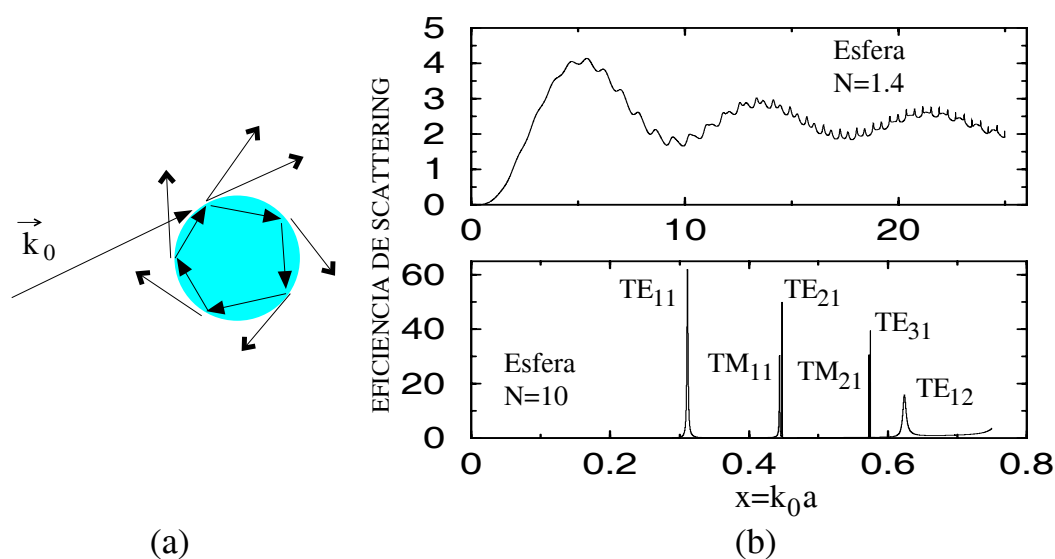 k₀
(a)
EFICIENCIA DE SCATTERING
5
4
3
2
1
0
Esfera
N=1.4
0 10 20
60
40
20
0
TE₁₁
TE₂₁
TE₃₁
TM₁₁
TM₂₁
TE₁₂
Esfera
N=10
0 0.2 0.4 0.6 0.8
x=k₀a
(b)